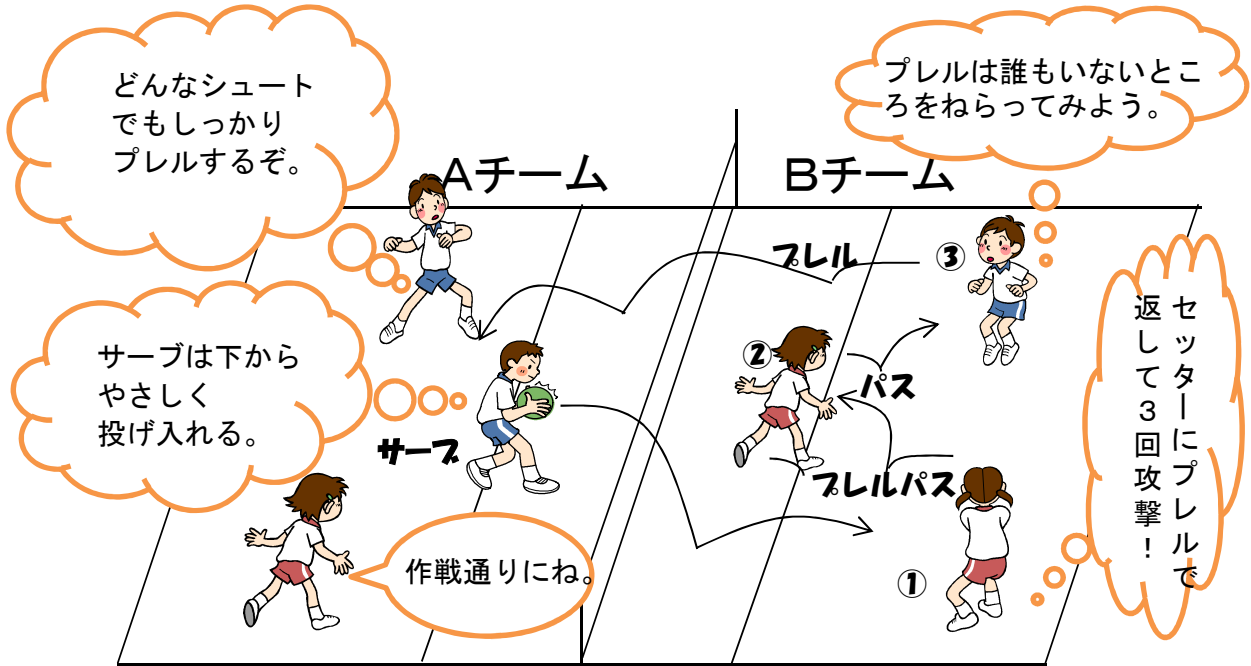 どんなシュート
でもしっかり
プレルするぞ。
プレルは誰もいないとこ
ろをねらってみよう。
Aチーム
Bチーム
プレル
③
セッターにプレルで
返して3回攻撃!
サーブは下から
やさしく
投げ入れる。
②
パス
サーブ
プレルパス
作戦通りにね。
①